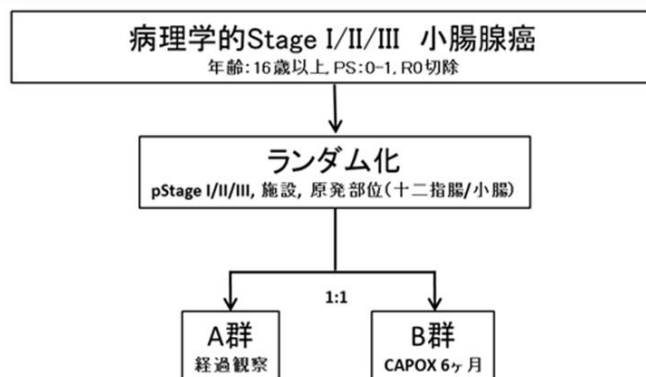 病理学的Stage I/II/III 小腸腺癌
年齢:16歳以上, PS:0-1, R0切除
ランダム化
pStage I/II/III, 施設, 原発部位(十二指腸/小腸)
1:1
A群
経過観察
B群
CAPOX 6ヶ月